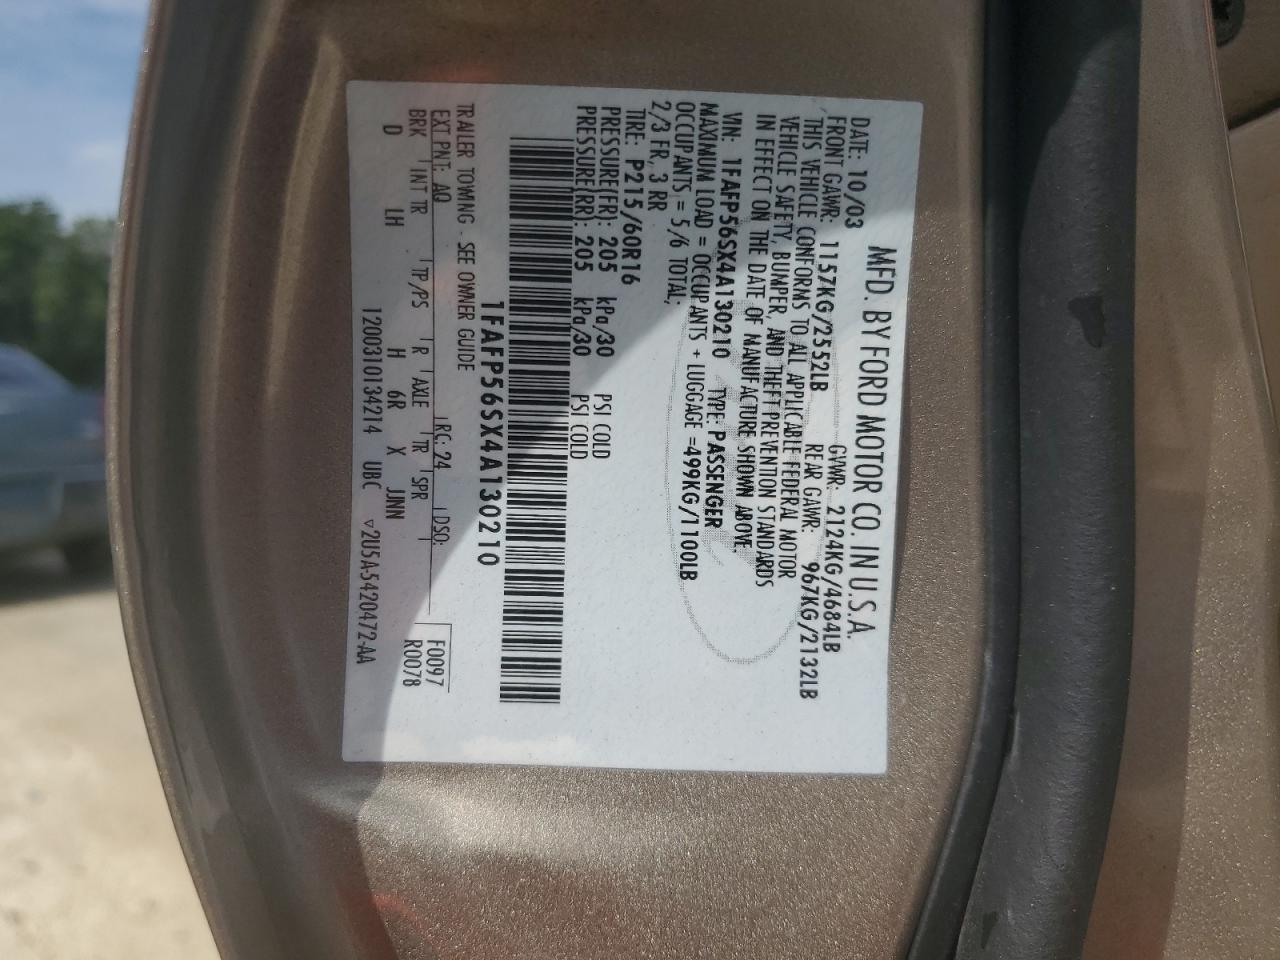 MFD. BY FORD MOTOR CO. IN U.S.A.
DATE: 10/03 GVWR: 2124KG/4684LB
FRONT GAWR: 1157KG/2552LB REAR GAWR: 967KG/2132LB
THIS VEHICLE CONFORMS TO ALL APPLICABLE FEDERAL MOTOR
VEHICLE SAFETY, BUMPER, AND THEFT PREVENTION STANDARDS
IN EFFECT ON THE DATE OF MANUFACTURE SHOWN ABOVE.
VIN: 1FAFP56SX4A130210 TYPE: PASSENGER
MAXIMUM LOAD = OCCUPANTS + LUGGAGE =499KG/1100LB
OCCUPANTS = 5/6 TOTAL,
2/3 FR, 3 RR
TIRE: P215/60R16
PRESSURE(FR): 205 kPa/30 PSI COLD
PRESSURE(RR): 205 kPa/30 PSI COLD
1FAFP56SX4A130210
TRAILER TOWING - SEE OWNER GUIDE
EXT PNT: AQ RC: 24 DSO: F0097
BRK INT TR TP/PS R AXLE TR SPR R0078
D LH H 6R X JJNN
1200310134214 UBC ▽2U5A-5420472-AA